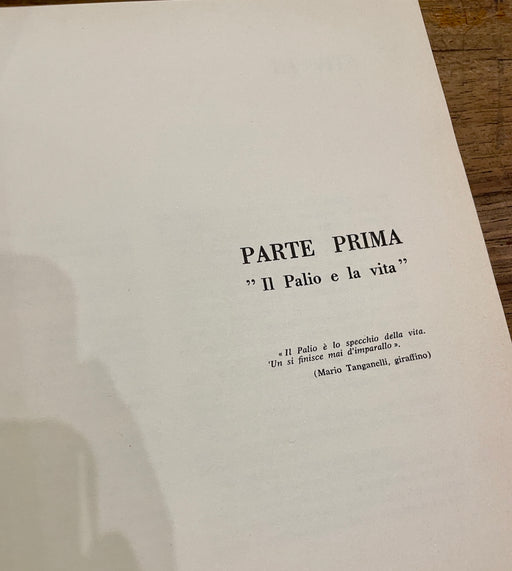 PARTE PRIMA
” Il Palio e la vita ”
« Il Palio è lo specchio della vita.
'Un si finisce mai d'imparallo ».
(Mario Tanganelli, giraffino)